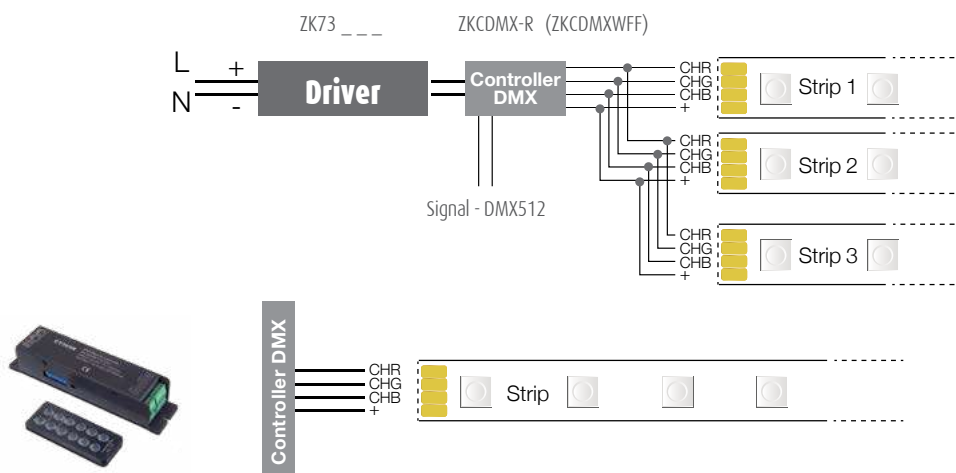 ZK73 _ _ _ ZKCDMX-R (ZKCDMXWFF)
L +
N -
Driver
Controller
DMX
CHR
CHG
CHB
+
Strip 1
CHR
CHG
CHB
+
Strip 2
Signal - DMX512
CHR
CHG
CHB
+
Strip 3
Controller DMX
CHR
CHG
CHB
+
Strip